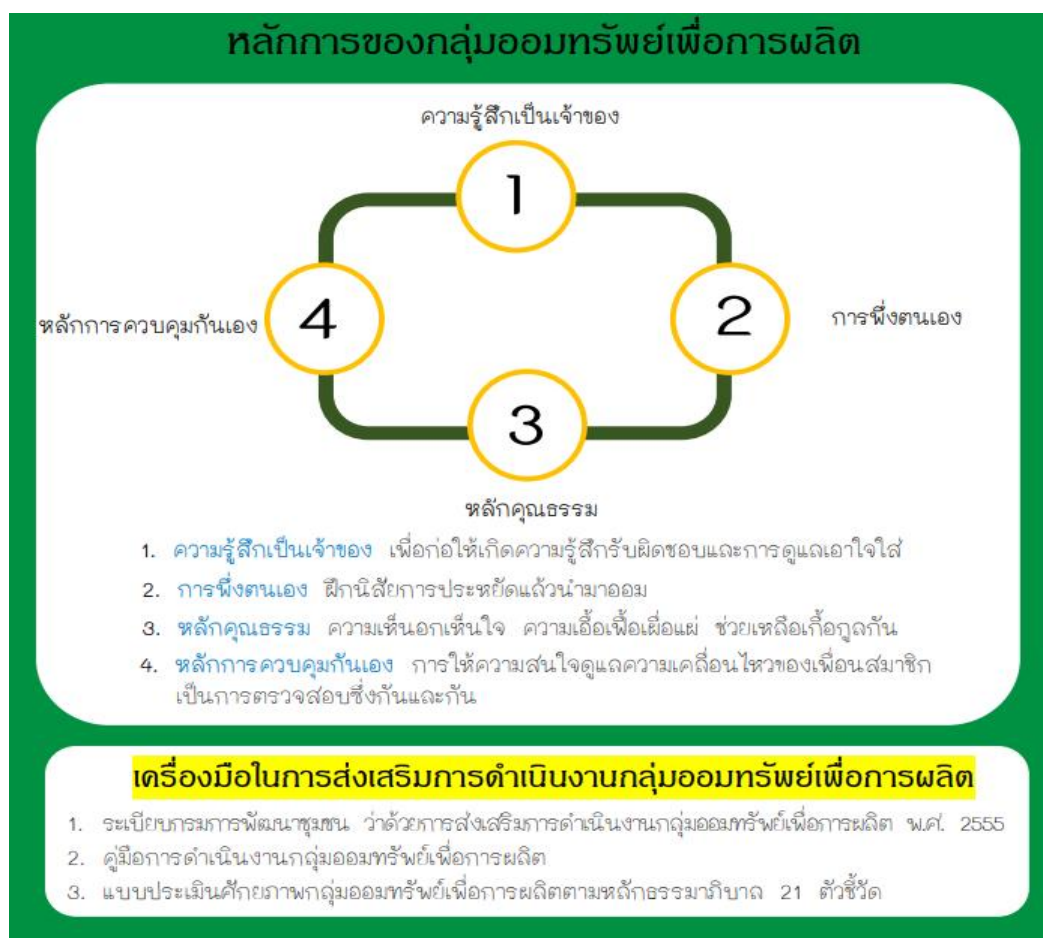 หลักการของกลุ่มออมทรัพย์เพื่อการผลิต
ความรู้สึกเป็นเจ้าของ
1
หลักการควบคุมกันเอง
4
2
การพึ่งตนเอง
3
หลักคุณธรรม
1. ความรู้สึกเป็นเจ้าของ เพื่อก่อให้เกิดความรู้สึกรับผิดชอบและการดูแลเอาใจใส่
2. การพึ่งตนเอง ฝึกนิสัยการประหยัดแล้วนำมาออม
3. หลักคุณธรรม ความเห็นอกเห็นใจ ความเอื้อเฟื้อเผื่อแผ่ ช่วยเหลือเกื้อกูลกัน
4. หลักการควบคุมกันเอง การให้ความสนใจดูแลความเคลื่อนไหวของเพื่อนสมาชิก
เป็นการตรวจสอบซึ่งกันและกัน
เครื่องมือในการส่งเสริมการดำเนินงานกลุ่มออมทรัพย์เพื่อการผลิต
1. ระเบียบกรมการพัฒนาชุมชน ว่าด้วยการส่งเสริมการดำเนินงานกลุ่มออมทรัพย์เพื่อการผลิต พ.ศ. 2555
2. คู่มือการดำเนินงานกลุ่มออมทรัพย์เพื่อการผลิต
3. แบบประเมินศักยภาพกลุ่มออมทรัพย์เพื่อการผลิตตามหลักธรรมาภิบาล 21 ตัวชี้วัด